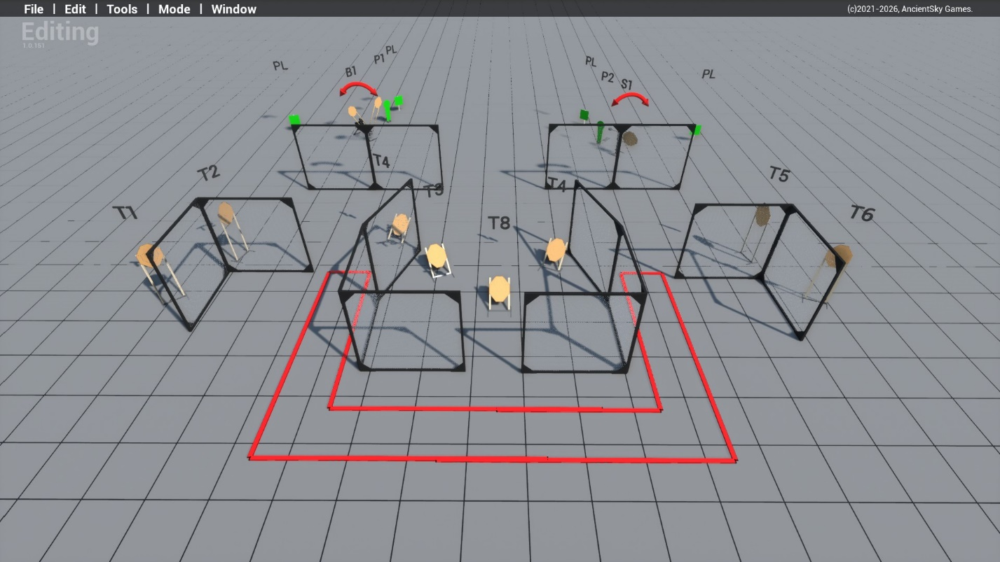 File | Edit | Tools | Mode | Window
(c)2021-2026, AncientSky Games.
Editing
1.0.151
PL
B1
P1
PL
PL
P2
S1
PL
T1
T2
T4
T3
T8
T4
T5
T6